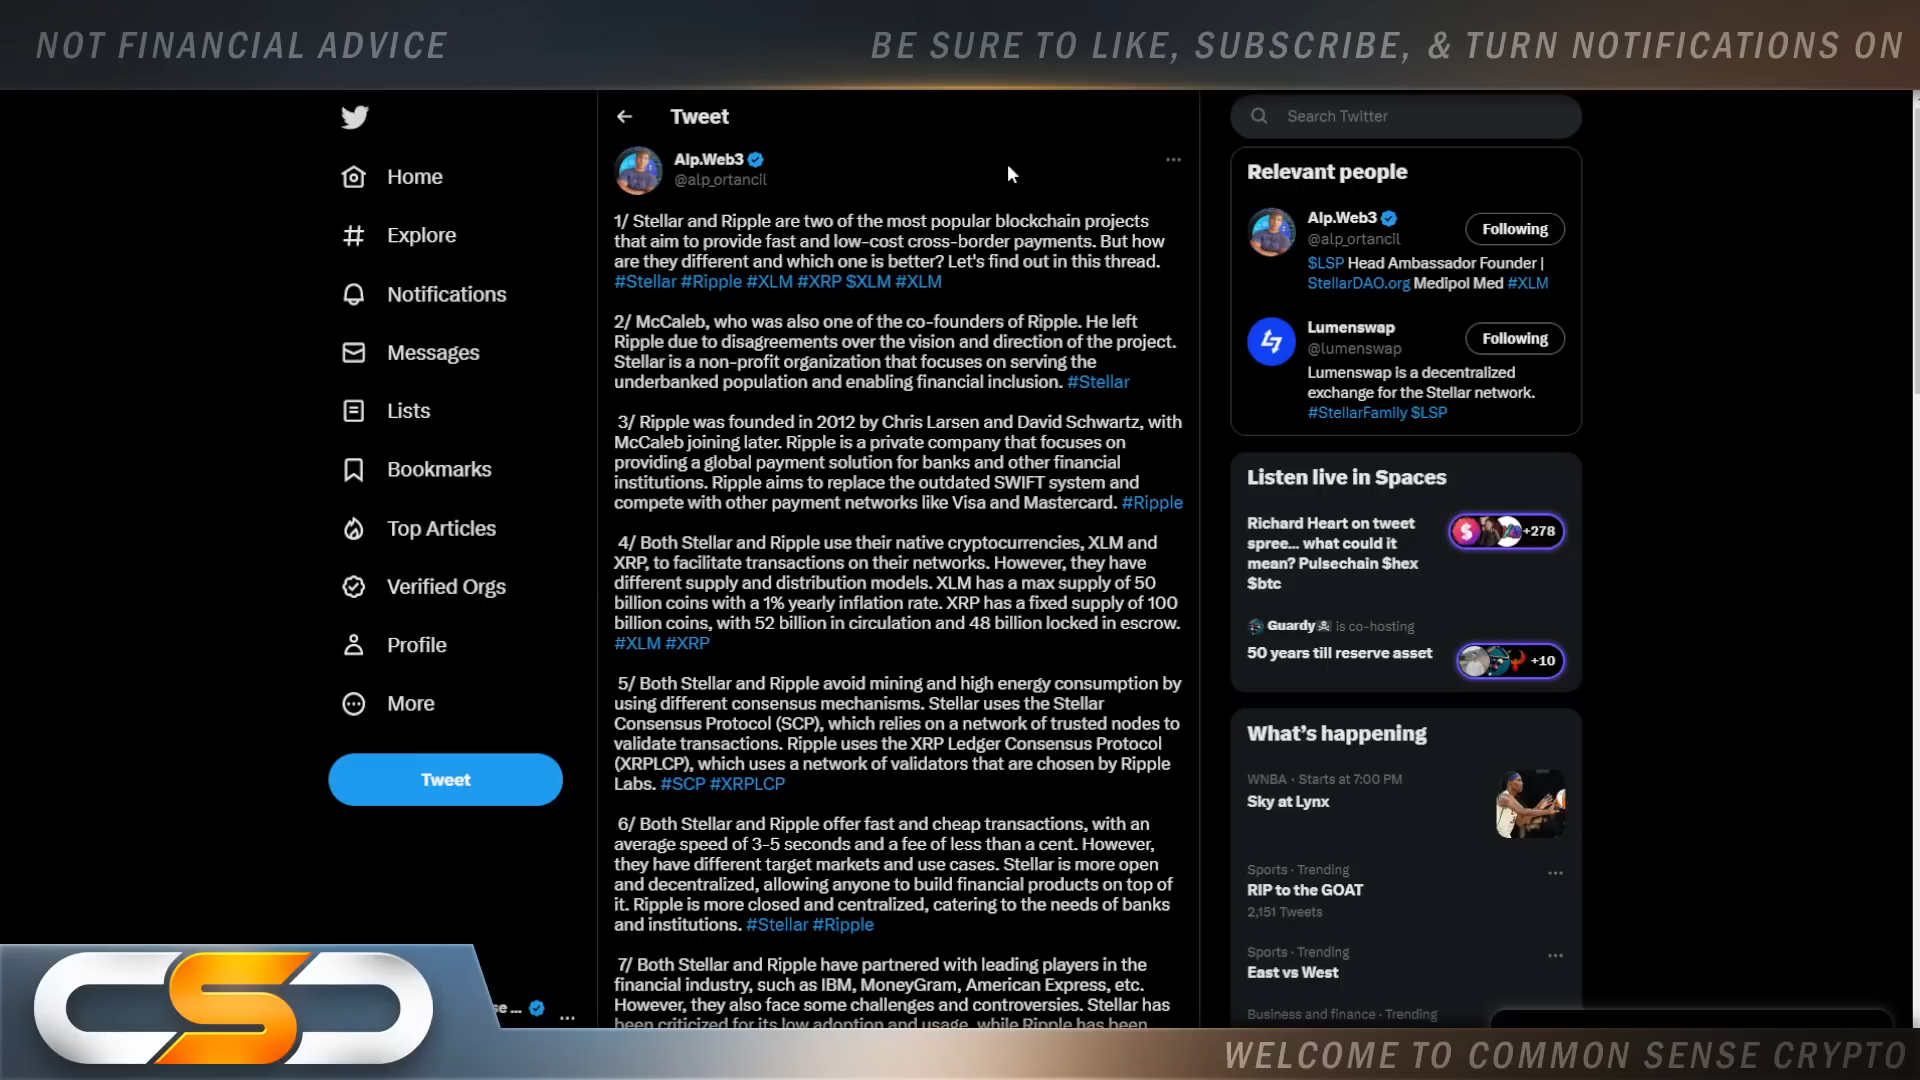 NOT FINANCIAL ADVICE
BE SURE TO LIKE, SUBSCRIBE, & TURN NOTIFICATIONS ON
Home
Explore
Notifications
Messages
Lists
Bookmarks
Top Articles
Verified Orgs
Profile
More
Tweet
se ...
Tweet
Alp.Web3
@alp_ortancil
1/ Stellar and Ripple are two of the most popular blockchain projects
that aim to provide fast and low-cost cross-border payments. But how
are they different and which one is better? Let's find out in this thread.
#Stellar #Ripple #XLM #XRP $XLM #XLM
2/ McCaleb, who was also one of the co-founders of Ripple. He left
Ripple due to disagreements over the vision and direction of the project.
Stellar is a non-profit organization that focuses on serving the
underbanked population and enabling financial inclusion. #Stellar
3/ Ripple was founded in 2012 by Chris Larsen and David Schwartz, with
McCaleb joining later. Ripple is a private company that focuses on
providing a global payment solution for banks and other financial
institutions. Ripple aims to replace the outdated SWIFT system and
compete with other payment networks like Visa and Mastercard. #Ripple
4/ Both Stellar and Ripple use their native cryptocurrencies, XLM and
XRP, to facilitate transactions on their networks. However, they have
different supply and distribution models. XLM has a max supply of 50
billion coins with a 1% yearly inflation rate. XRP has a fixed supply of 100
billion coins, with 52 billion in circulation and 48 billion locked in escrow.
#XLM #XRP
5/ Both Stellar and Ripple avoid mining and high energy consumption by
using different consensus mechanisms. Stellar uses the Stellar
Consensus Protocol (SCP), which relies on a network of trusted nodes to
validate transactions. Ripple uses the XRP Ledger Consensus Protocol
(XRPLCP), which uses a network of validators that are chosen by Ripple
Labs. #SCP #XRPLCP
6/ Both Stellar and Ripple offer fast and cheap transactions, with an
average speed of 3-5 seconds and a fee of less than a cent. However,
they have different target markets and use cases. Stellar is more open
and decentralized, allowing anyone to build financial products on top of
it. Ripple is more closed and centralized, catering to the needs of banks
and institutions. #Stellar #Ripple
7/ Both Stellar and Ripple have partnered with leading players in the
financial industry, such as IBM, MoneyGram, American Express, etc.
However, they also face some challenges and controversies. Stellar has
been criticized for its low adoption and usage, while Ripple has been
Search Twitter
Relevant people
Alp.Web3
@alp_ortancil
Following
$LSP Head Ambassador Founder |
StellarDAO.org Medipol Med #XLM
Lumenswap
@lumenswap
Following
Lumenswap is a decentralized
exchange for the Stellar network.
#StellarFamily $LSP
Listen live in Spaces
Richard Heart on tweet
spree... what could it
mean? Pulsechain $hex
$btc
+278
Guardy is co-hosting
50 years till reserve asset
+10
What's happening
WNBA · Starts at 7:00 PM
Sky at Lynx
Sports · Trending
RIP to the GOAT
2,151 Tweets
Sports · Trending
East vs West
Business and finance · Trending
CSC
WELCOME TO COMMON SENSE CRYPTO